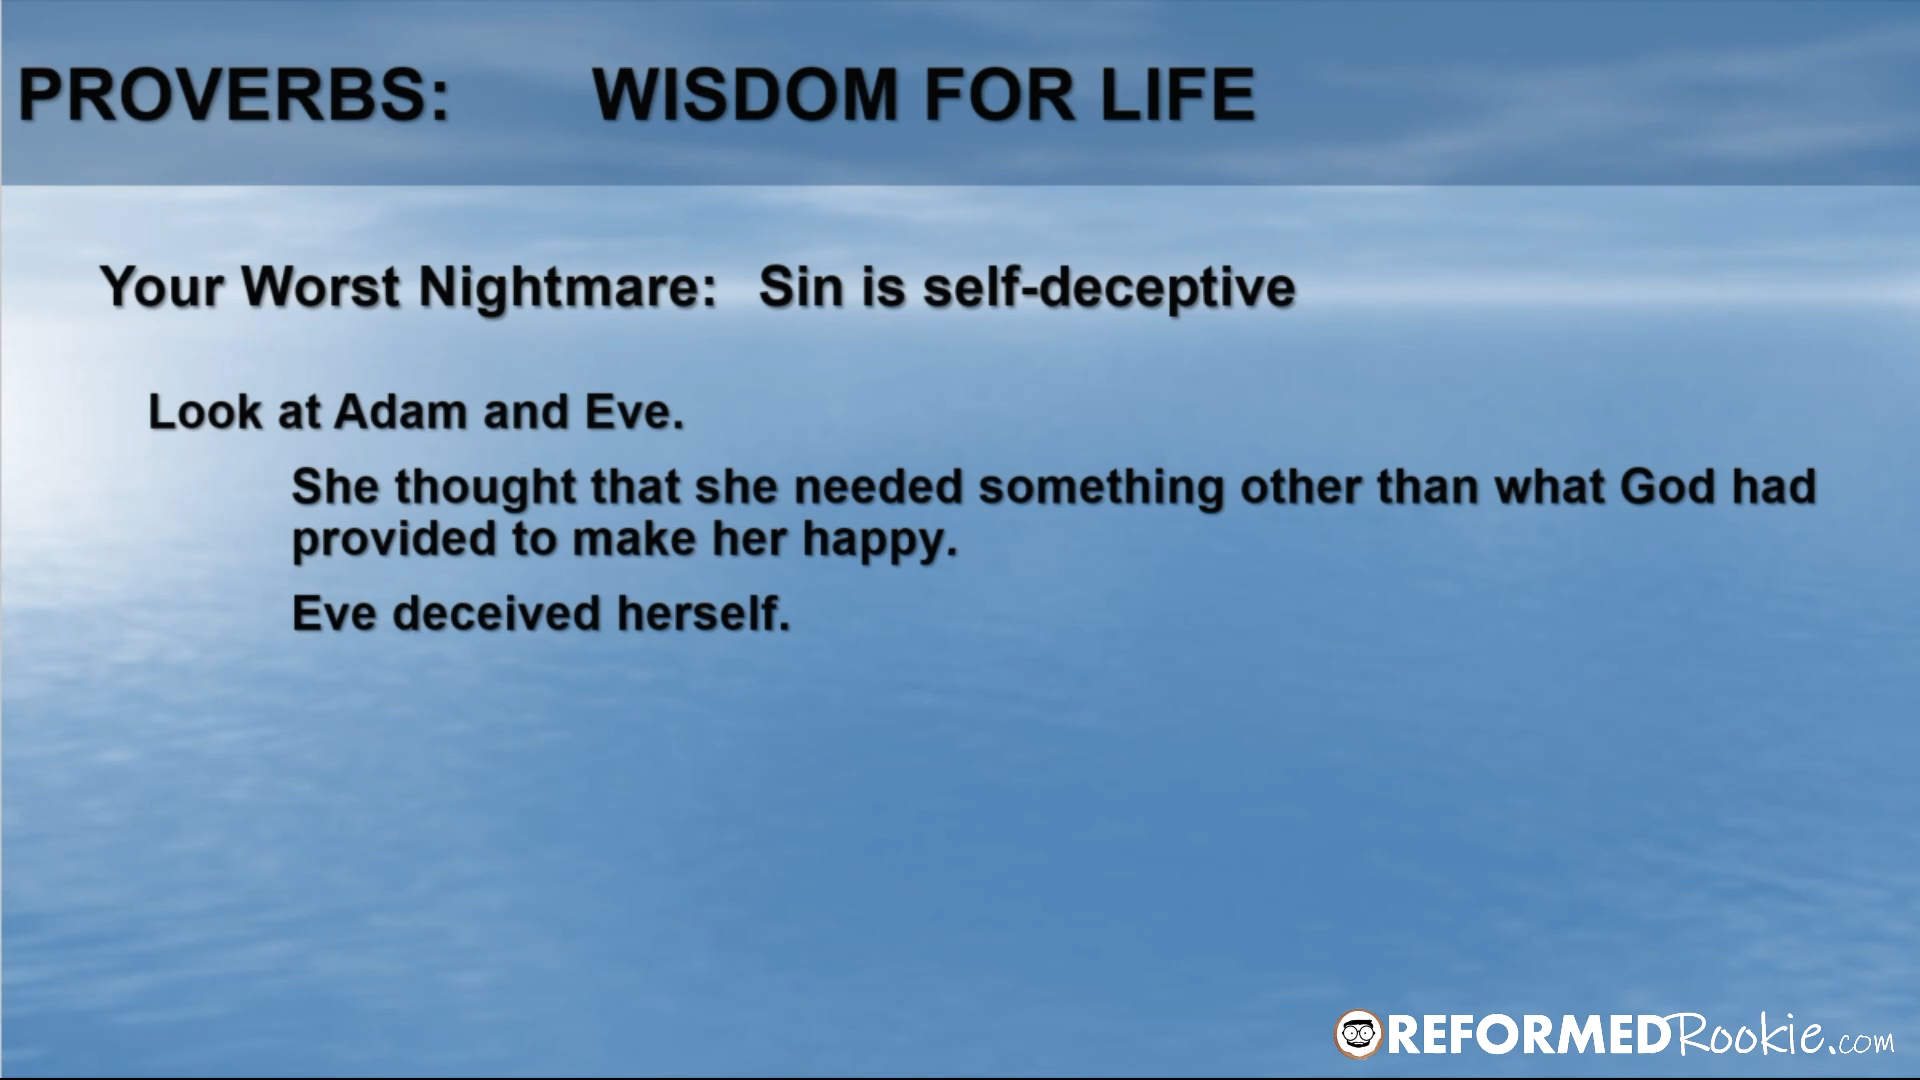 PROVERBS: WISDOM FOR LIFE
Your Worst Nightmare: Sin is self-deceptive
Look at Adam and Eve.
She thought that she needed something other than what God had
provided to make her happy.
Eve deceived herself.
REFORMEDRookie.com